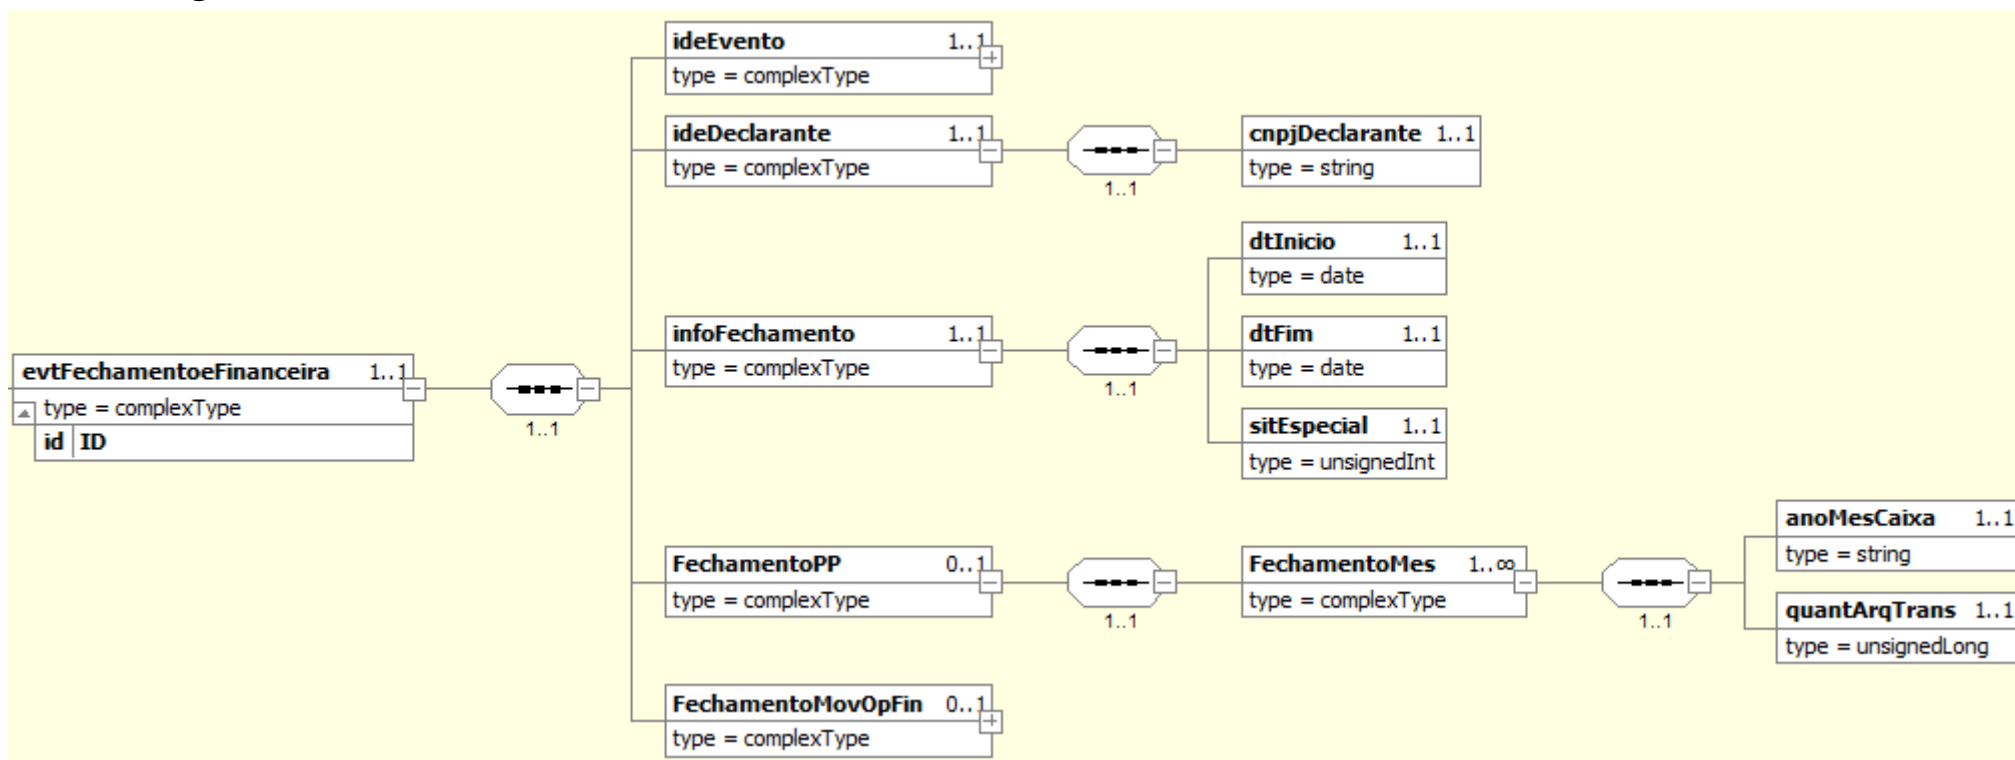 ideEvento 1..1
type = complexType
ideDeclarante 1..1
type = complexType
1..1
cnpjDeclarante 1..1
type = string
dtInicio 1..1
type = date
infoFechamento 1..1
type = complexType
1..1
dtFim 1..1
type = date
sitEspecial 1..1
type = unsignedInt
evtFechamentoeFinanceira 1..1
type = complexType
id ID
1..1
FechamentoPP 0..1
type = complexType
1..1
FechamentoMes 1..∞
type = complexType
1..1
anoMesCaixa 1..1
type = string
quantArqTrans 1..1
type = unsignedLong
FechamentoMovOpFin 0..1
type = complexType